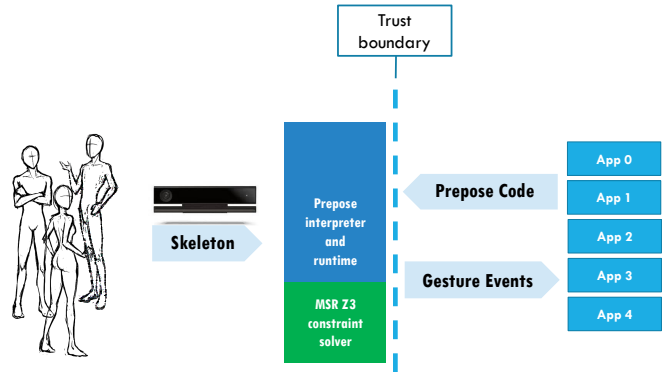 Trust
boundary
Skeleton
Prepose
interpreter
and
runtime
MSR Z3
constraint
solver
Prepose Code
Gesture Events
App 0
App 1
App 2
App 3
App 4